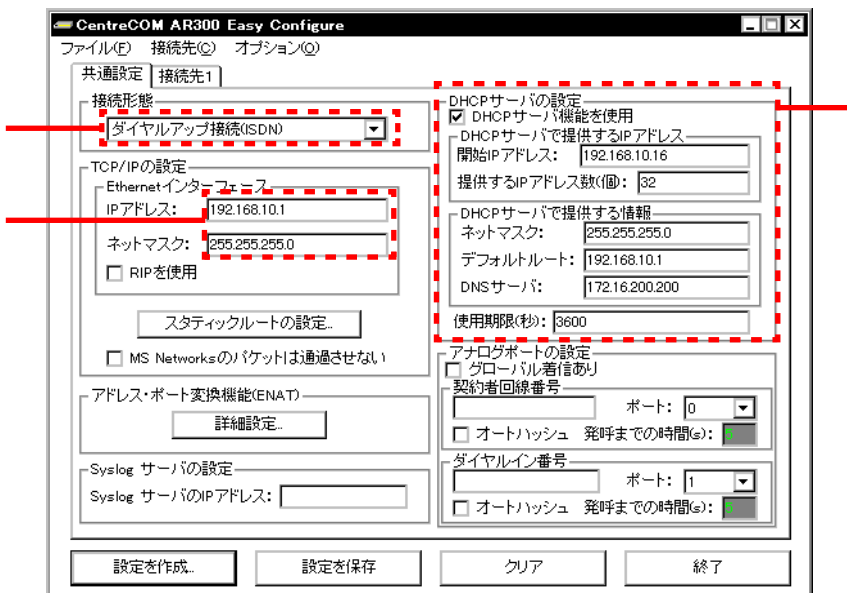 CentreCOM AR300 Easy Configure
ファイル(F) 接続先(C) オプション(O)
共通設定 接続先1
接続形態
ダイヤルアップ接続(ISDN)
TCP/IPの設定
Ethernetインターフェース
IPアドレス: 192.168.10.1
ネットマスク: 255.255.255.0
RIPを使用
スタティックルートの設定...
MS Networksのパケットは通過させない
アドレス・ポート変換機能(ENAT)
詳細設定...
Syslog サーバの設定
Syslog サーバのIPアドレス:
DHCPサーバの設定
DHCPサーバ機能を使用
DHCPサーバで提供するIPアドレス
開始IPアドレス: 192.168.10.16
提供するIPアドレス数(個): 32
DHCPサーバで提供する情報
ネットマスク: 255.255.255.0
デフォルトルート: 192.168.10.1
DNSサーバ: 172.16.200.200
使用期限(秒): 3600
アナログポートの設定
グローバル着信あり
契約者回線番号
ポート: 0
オートハッシュ 発呼までの時間(s): 5
ダイヤルイン番号
ポート: 1
オートハッシュ 発呼までの時間(s): 5
設定を作成... 設定を保存 クリア 終了